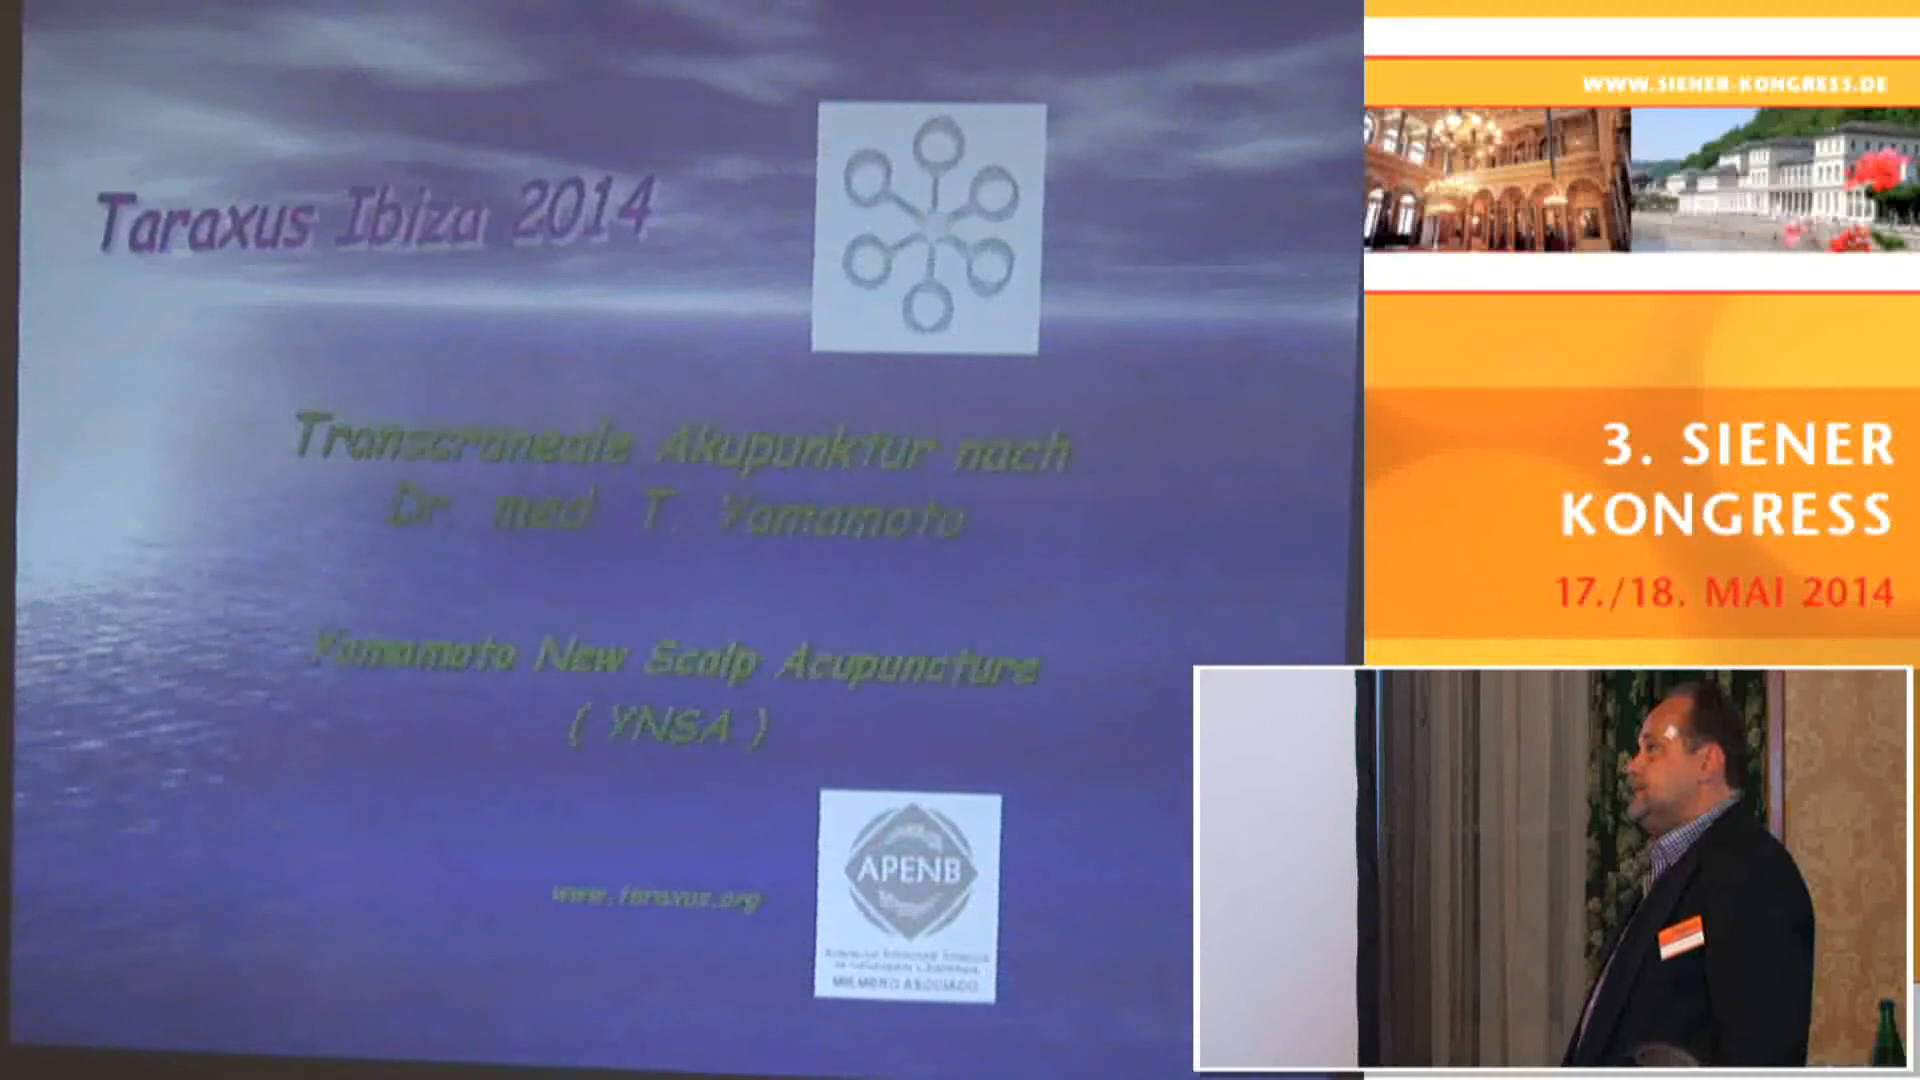 Taraxus Ibiza 2014
Transcraneale Akupunktur nach
Dr. med T. Yamamoto
Yamamoto New Scalp Acupuncture
( YNSA )
www.taraxus.org
APENB
MIEMBRO ASOCIADO
WWW.SIENER-KONGRESS.DE
3. SIENER
KONGRESS
17./18. MAI 2014